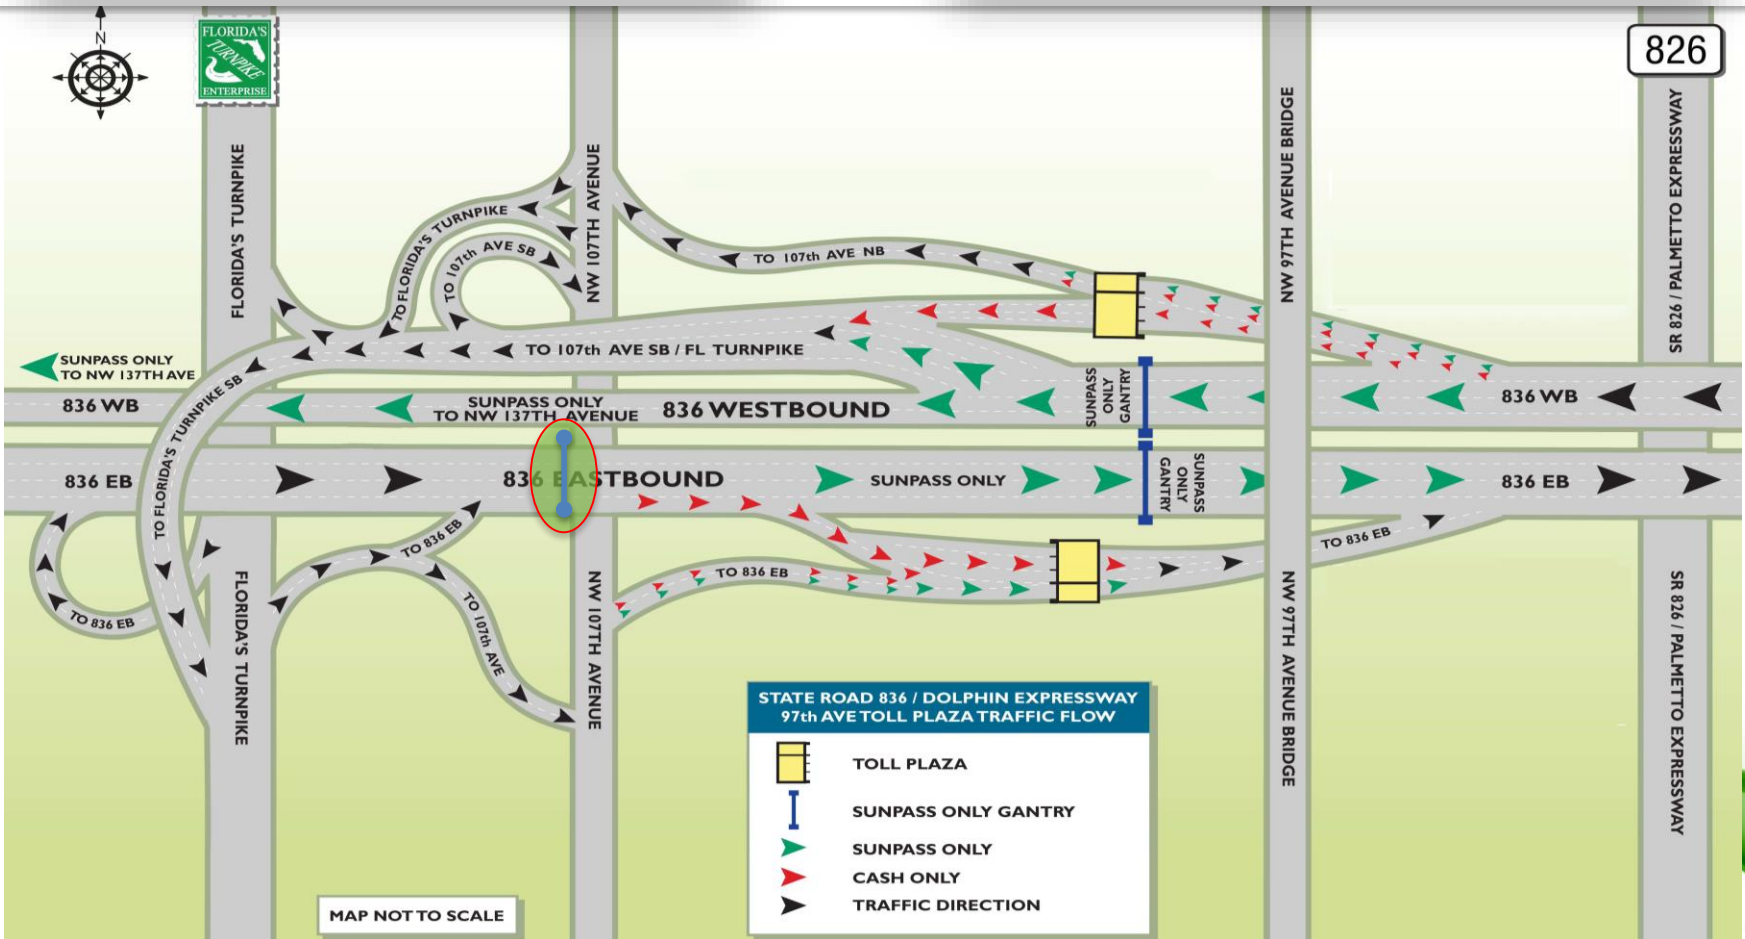 N
FLORIDA'S
TURNPIKE
ENTERPRISE
826
FLORIDA'S TURNPIKE
NW 107TH AVENUE
NW 97TH AVENUE BRIDGE
SR 826 / PALMETTO EXPRESSWAY
TO FLORIDA'S TURNPIKE
TO 107th AVE SB
TO 107th AVE NB
TO 107th AVE SB / FL TURNPIKE
SUNPASS ONLY
TO NW 137TH AVE
836 WB
TO FLORIDA'S TURNPIKE SB
SUNPASS ONLY
TO NW 137TH AVENUE
836 WESTBOUND
SUNPASS
ONLY
GANTRY
836 WB
836 EB
836 EASTBOUND
SUNPASS ONLY
SUNPASS
ONLY
GANTRY
836 EB
TO 836 EB
TO 836 EB
TO 836 EB
TO 836 EB
TO 107th AVE
FLORIDA'S TURNPIKE
NW 107TH AVENUE
NW 97TH AVENUE BRIDGE
SR 826 / PALMETTO EXPRESSWAY
STATE ROAD 836 / DOLPHIN EXPRESSWAY
97th AVE TOLL PLAZA TRAFFIC FLOW
TOLL PLAZA
SUNPASS ONLY GANTRY
SUNPASS ONLY
CASH ONLY
TRAFFIC DIRECTION
MAP NOT TO SCALE